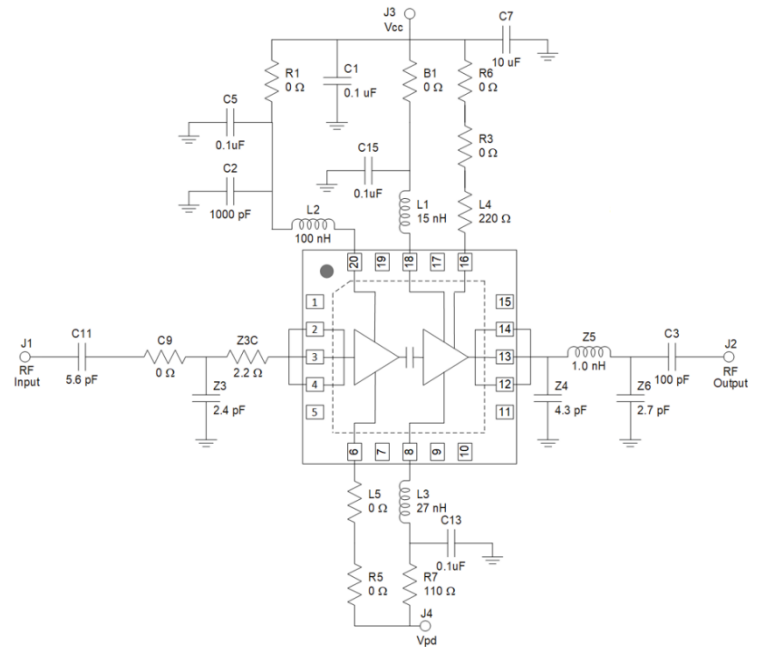 J3
Vcc
C7
10 uF
R1
0 Ω
C1
0.1 uF
B1
0 Ω
R6
0 Ω
C5
0.1uF
R3
0 Ω
C15
0.1uF
C2
1000 pF
L1
15 nH
L4
220 Ω
L2
100 nH
20
19
18
17
16
1
15
2
14
J1
RF
Input
C11
5.6 pF
C9
0 Ω
Z3C
2.2 Ω
3
13
Z5
1.0 nH
C3
100 pF
J2
RF
Output
Z3
2.4 pF
4
12
Z4
4.3 pF
Z6
2.7 pF
5
11
6
7
8
9
10
L5
0 Ω
L3
27 nH
C13
0.1uF
R5
0 Ω
R7
110 Ω
J4
Vpd